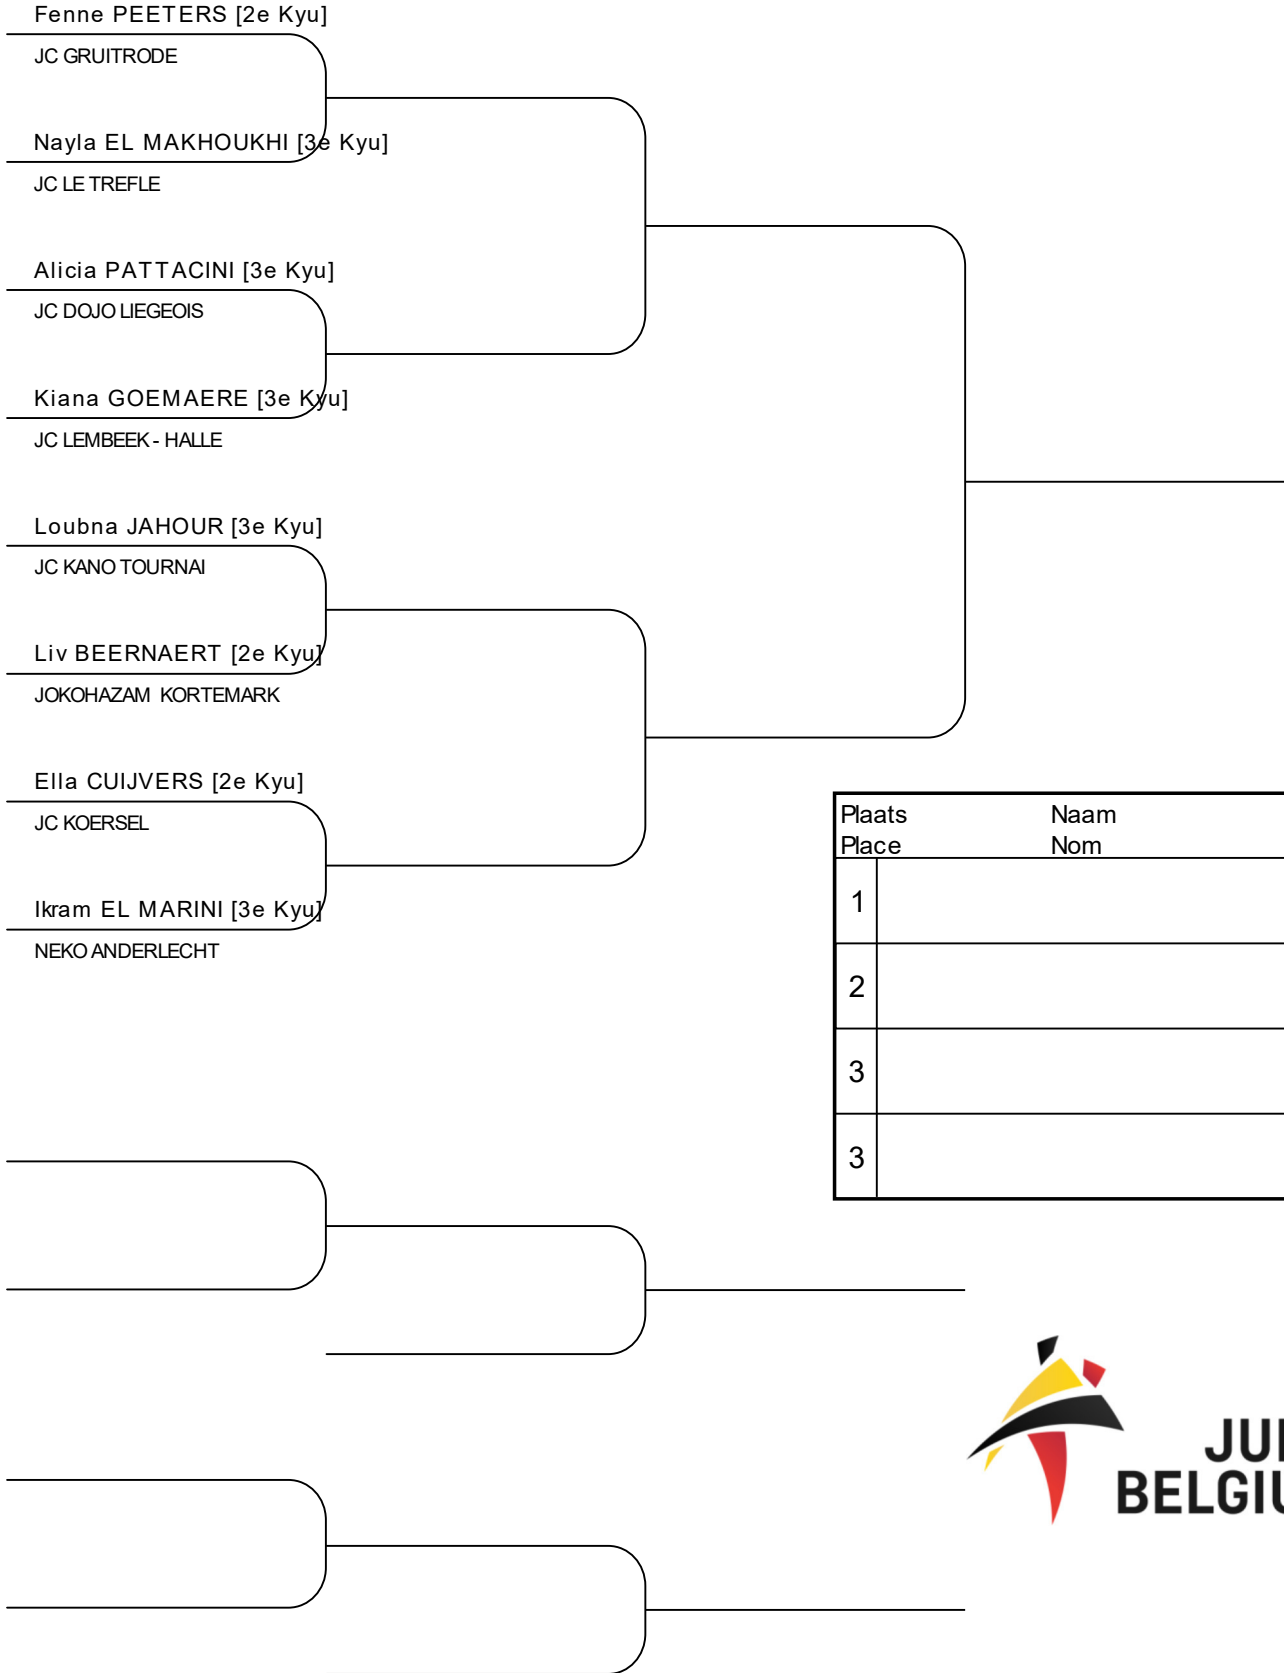 Fenne PEETERS [2e Kyu]
JC GRUITRODE
Nayla EL MAKHOUKHI [3e Kyu]
JC LE TREFLE
Alicia PATTACINI [3e Kyu]
JC DOJO LIEGEOIS
Kiana GOEMAERE [3e Kyu]
JC LEMBEEK - HALLE
Loubna JAHOUR [3e Kyu]
JC KANO TOURNAI
Liv BEERNAERT [2e Kyu]
JOKOHAZAM KORTEMARK
Ella CUIJVERS [2e Kyu]
JC KOERSEL
Ikram EL MARINI [3e Kyu]
NEKO ANDERLECHT
Plaats Naam
Place Nom
1
2
3
3